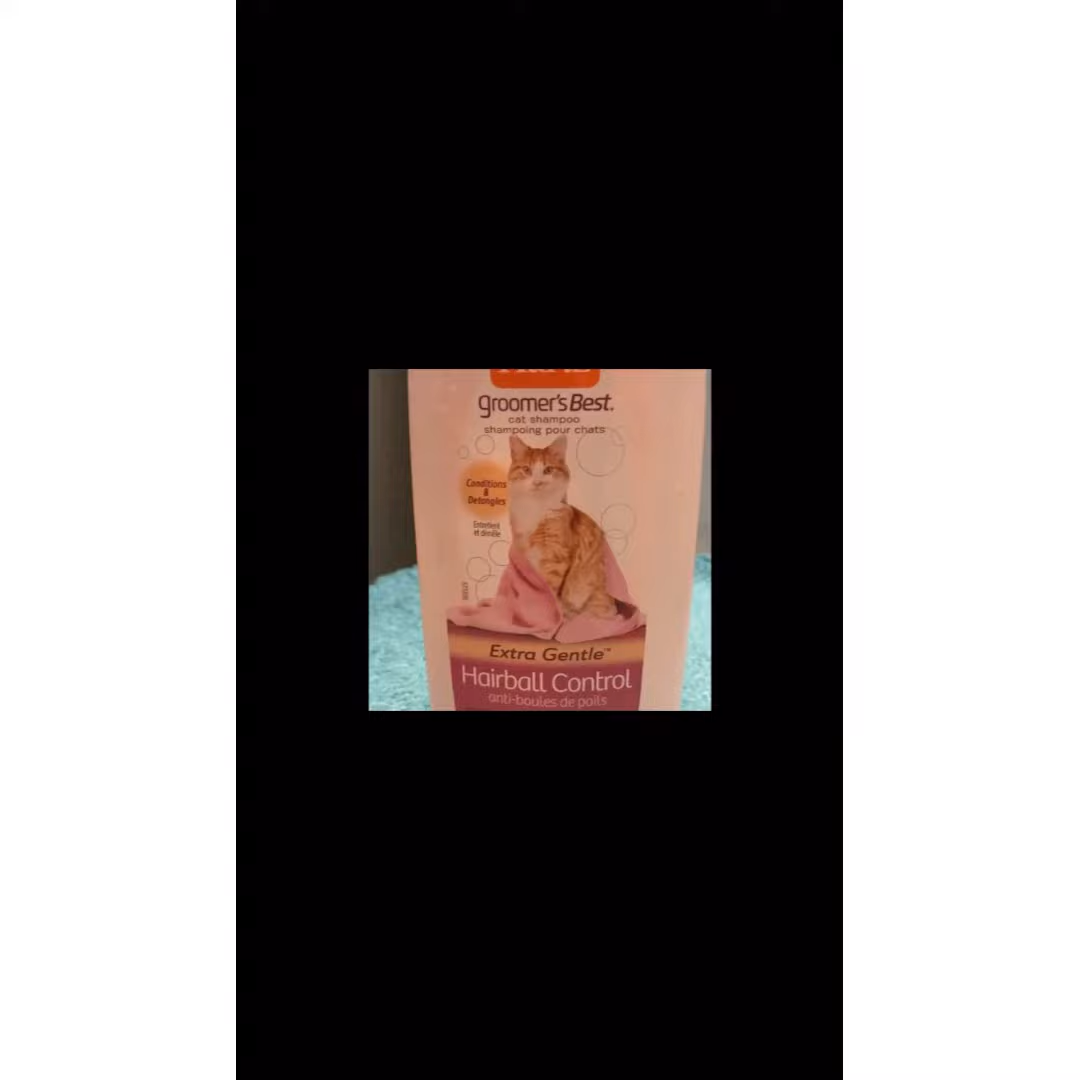 groomer's Best.
cat shampoo
shampoing pour chats
Conditions
&
Detangles
Entretient
et démêle
Extra Gentle™
Hairball Control
anti-boules de poils